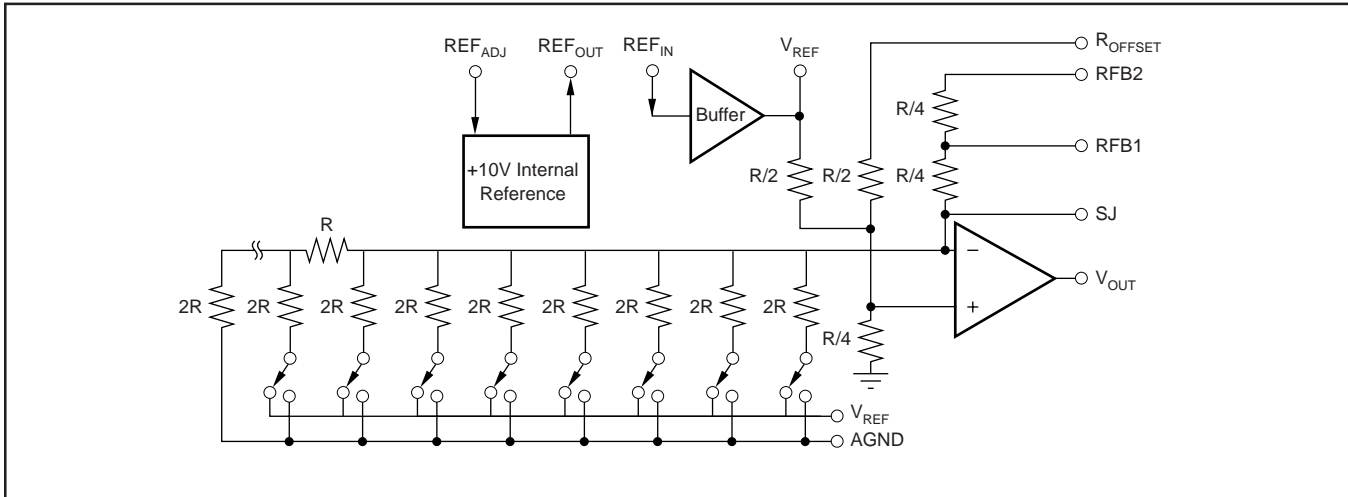 REF_ADJ REF_OUT REF_IN V_REF
R_OFFSET
RFB2
R/4
Buffer
RFB1
+10V Internal
Reference
R/2 R/2 R/4
SJ
R
−
V_OUT
2R 2R 2R 2R 2R 2R 2R 2R 2R
+
R/4
V_REF
AGND